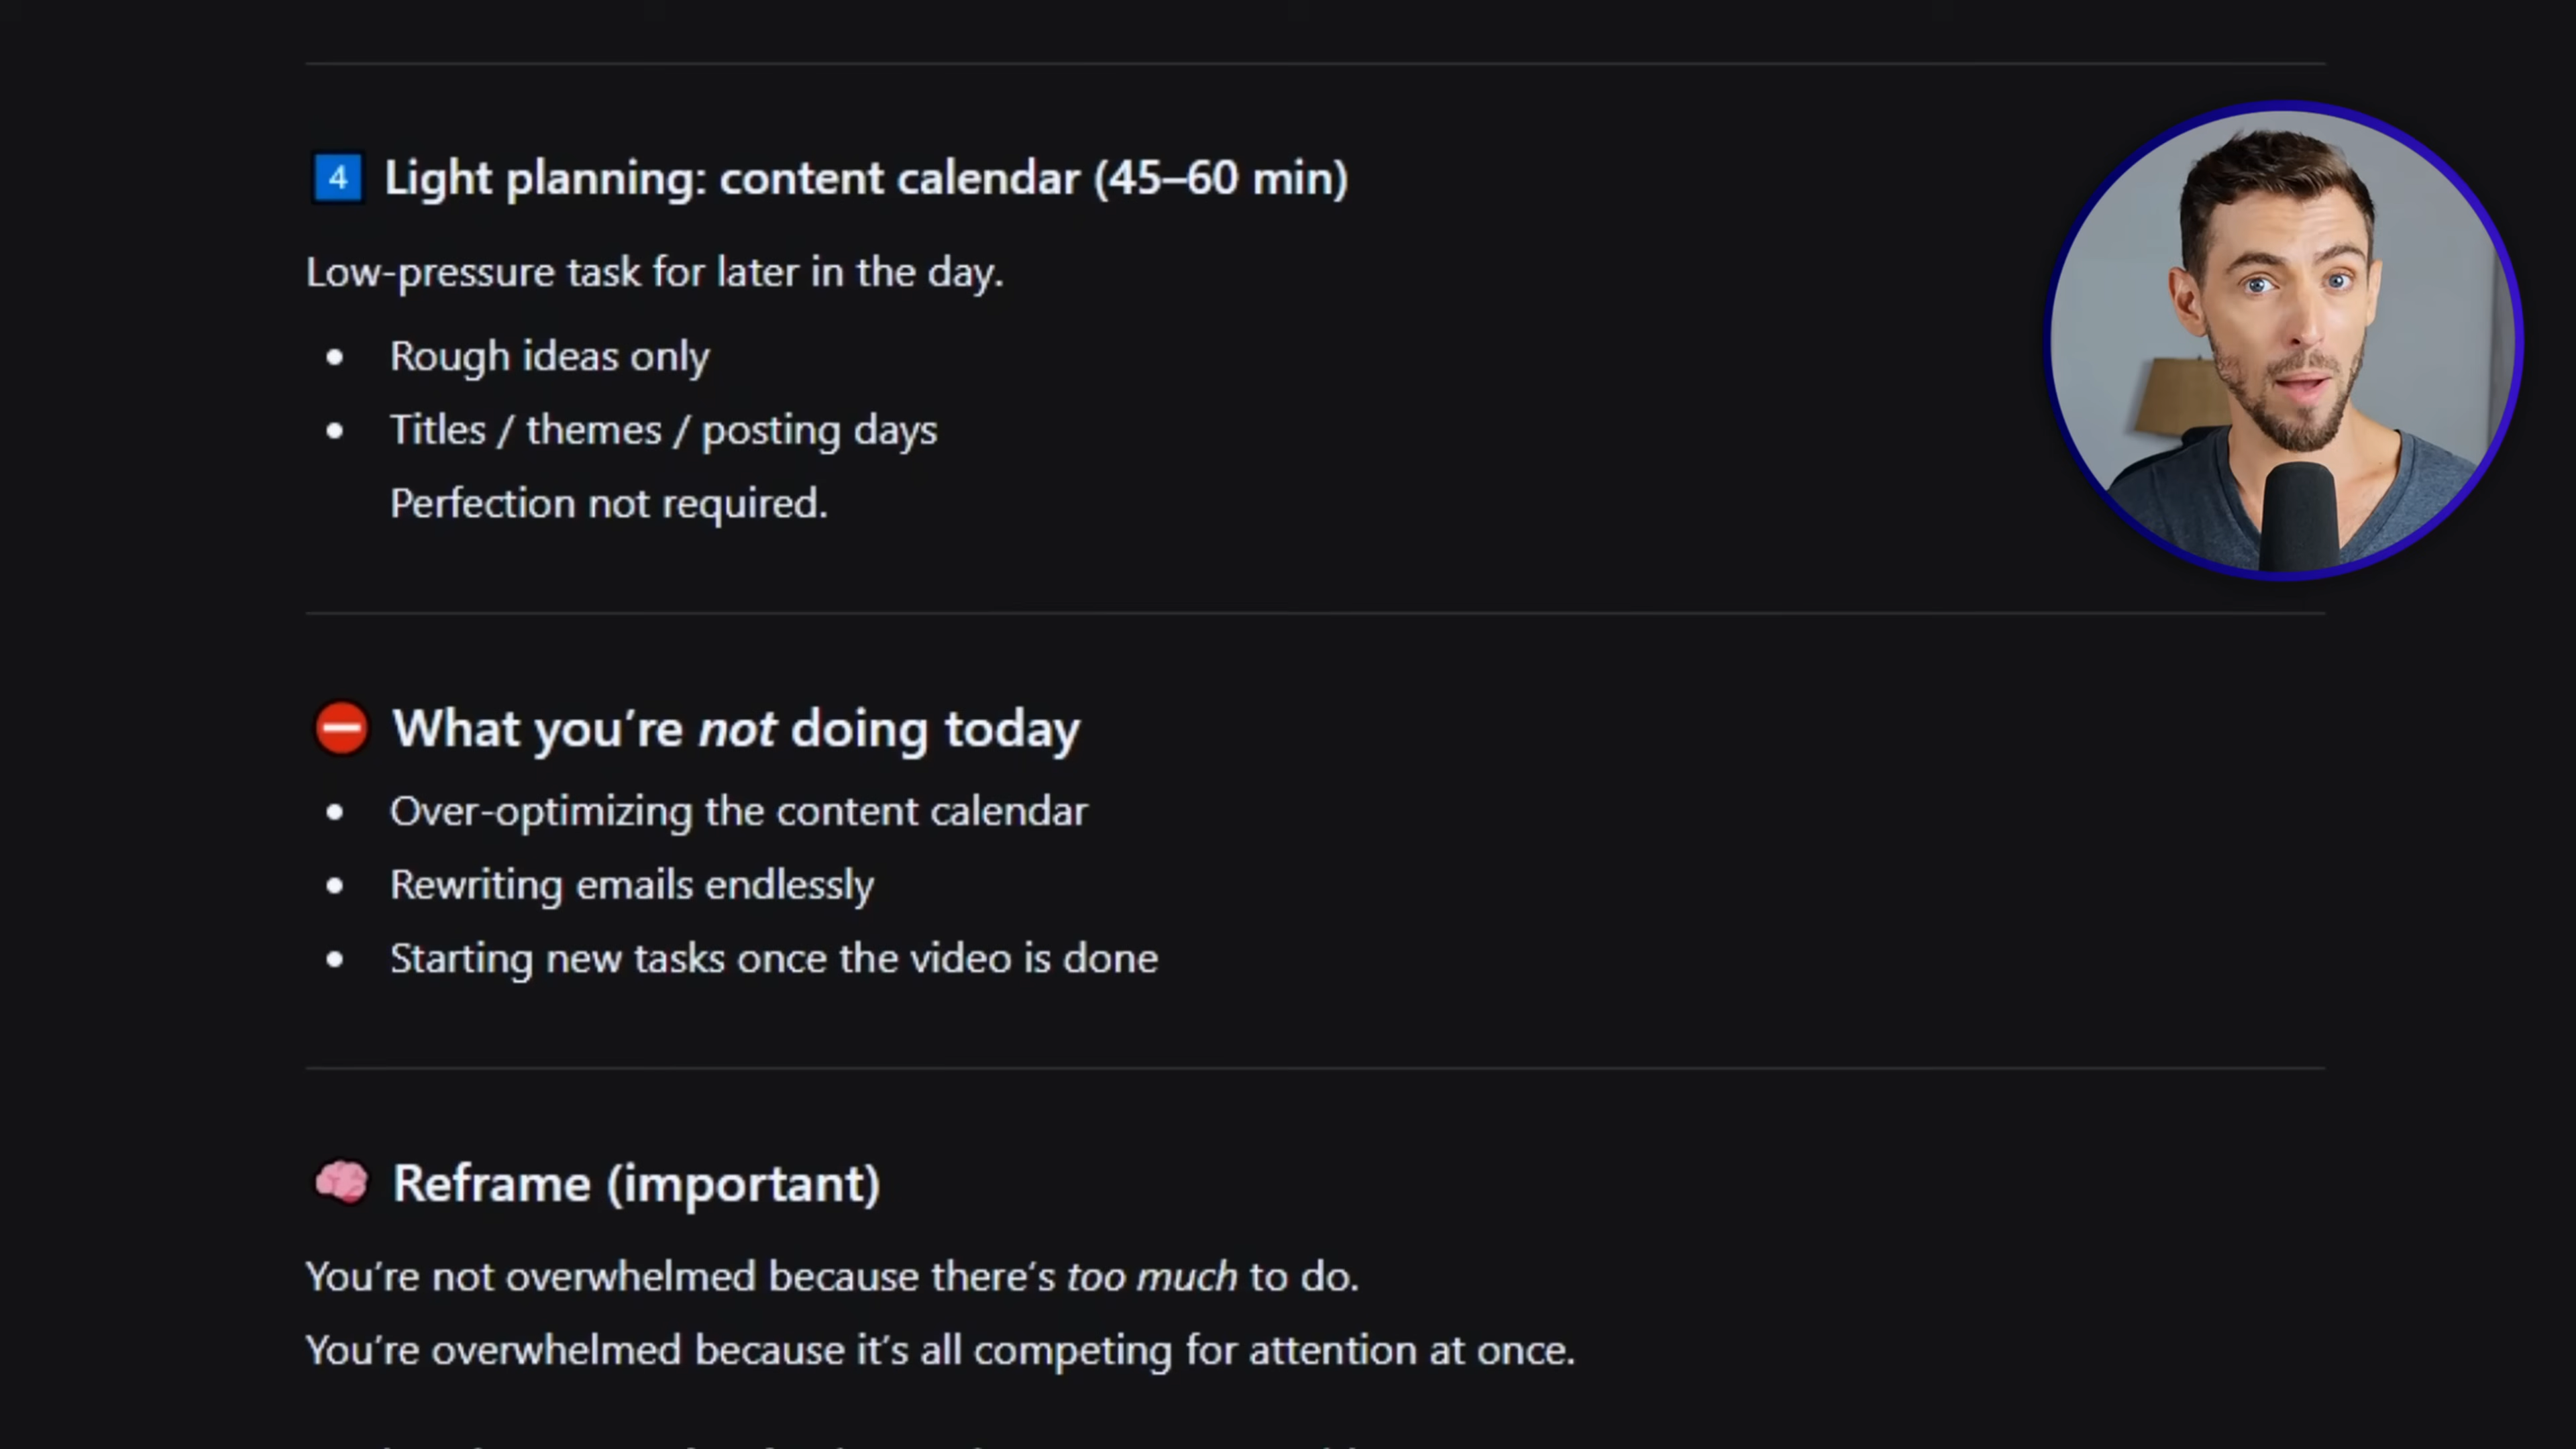 4 Light planning: content calendar (45–60 min)
Low-pressure task for later in the day.
• Rough ideas only
• Titles / themes / posting days
Perfection not required.
What you’re not doing today
• Over-optimizing the content calendar
• Rewriting emails endlessly
• Starting new tasks once the video is done
Reframe (important)
You’re not overwhelmed because there’s too much to do.
You’re overwhelmed because it’s all competing for attention at once.